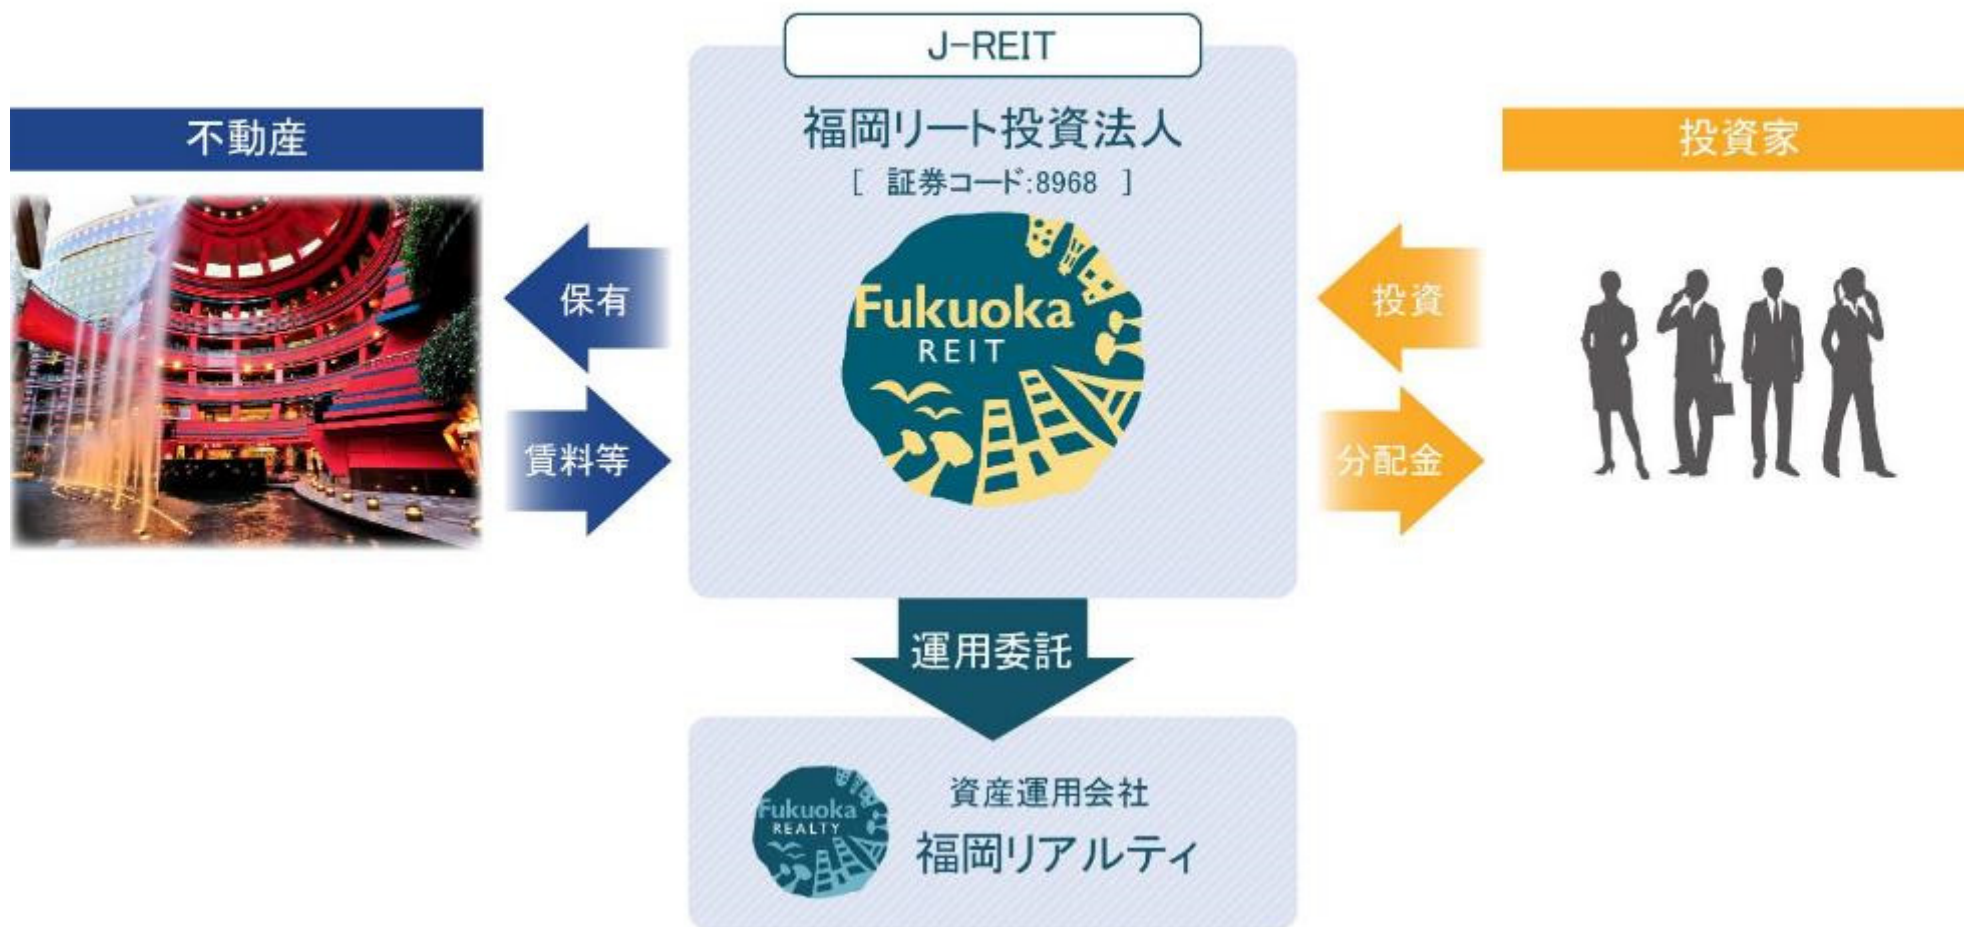 J-REIT
福岡リート投資法人
[ 証券コード:8968 ]
不動産
保有
賃料等
Fukuoka
REIT
投資家
投資
分配金
運用委託
Fukuoka
REALTY
資産運用会社
福岡リアルティ